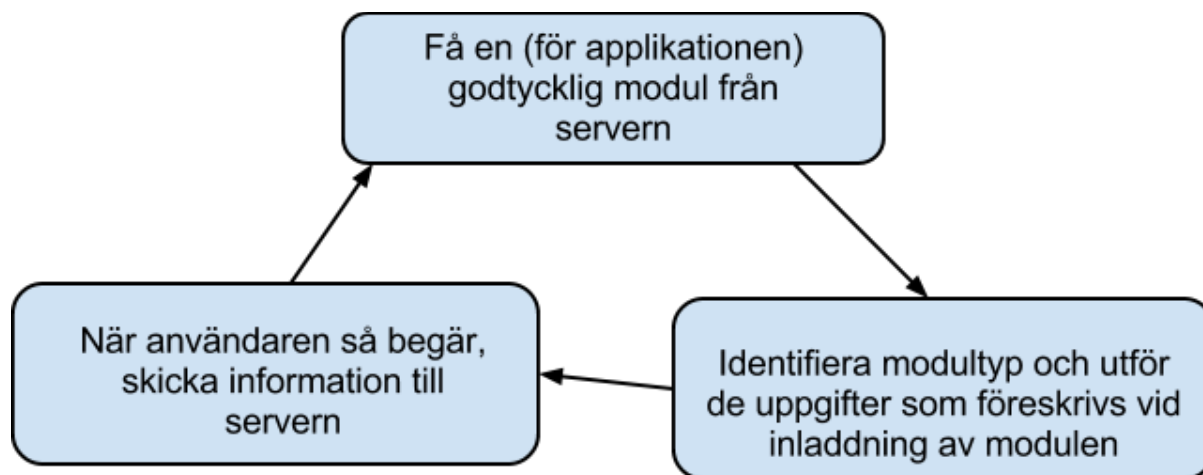 Få en (för applikationen)
godtycklig modul från
servern
När användaren så begär,
skicka information till
servern
Identifiera modultyp och utför
de uppgifter som föreskrivs vid
inladdning av modulen